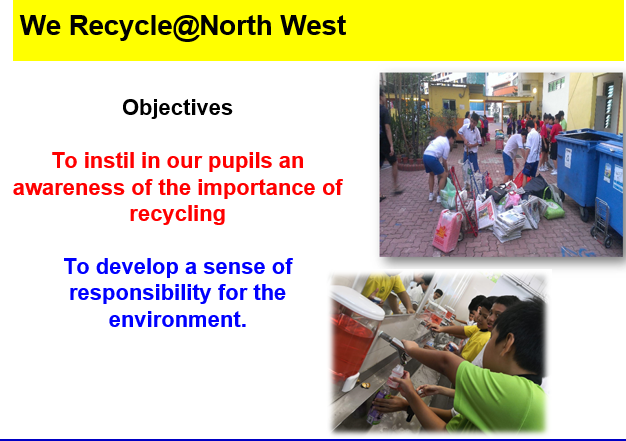 We Recycle@North West
Objectives
To instil in our pupils an
awareness of the importance of
recycling
To develop a sense of
responsibility for the
environment.